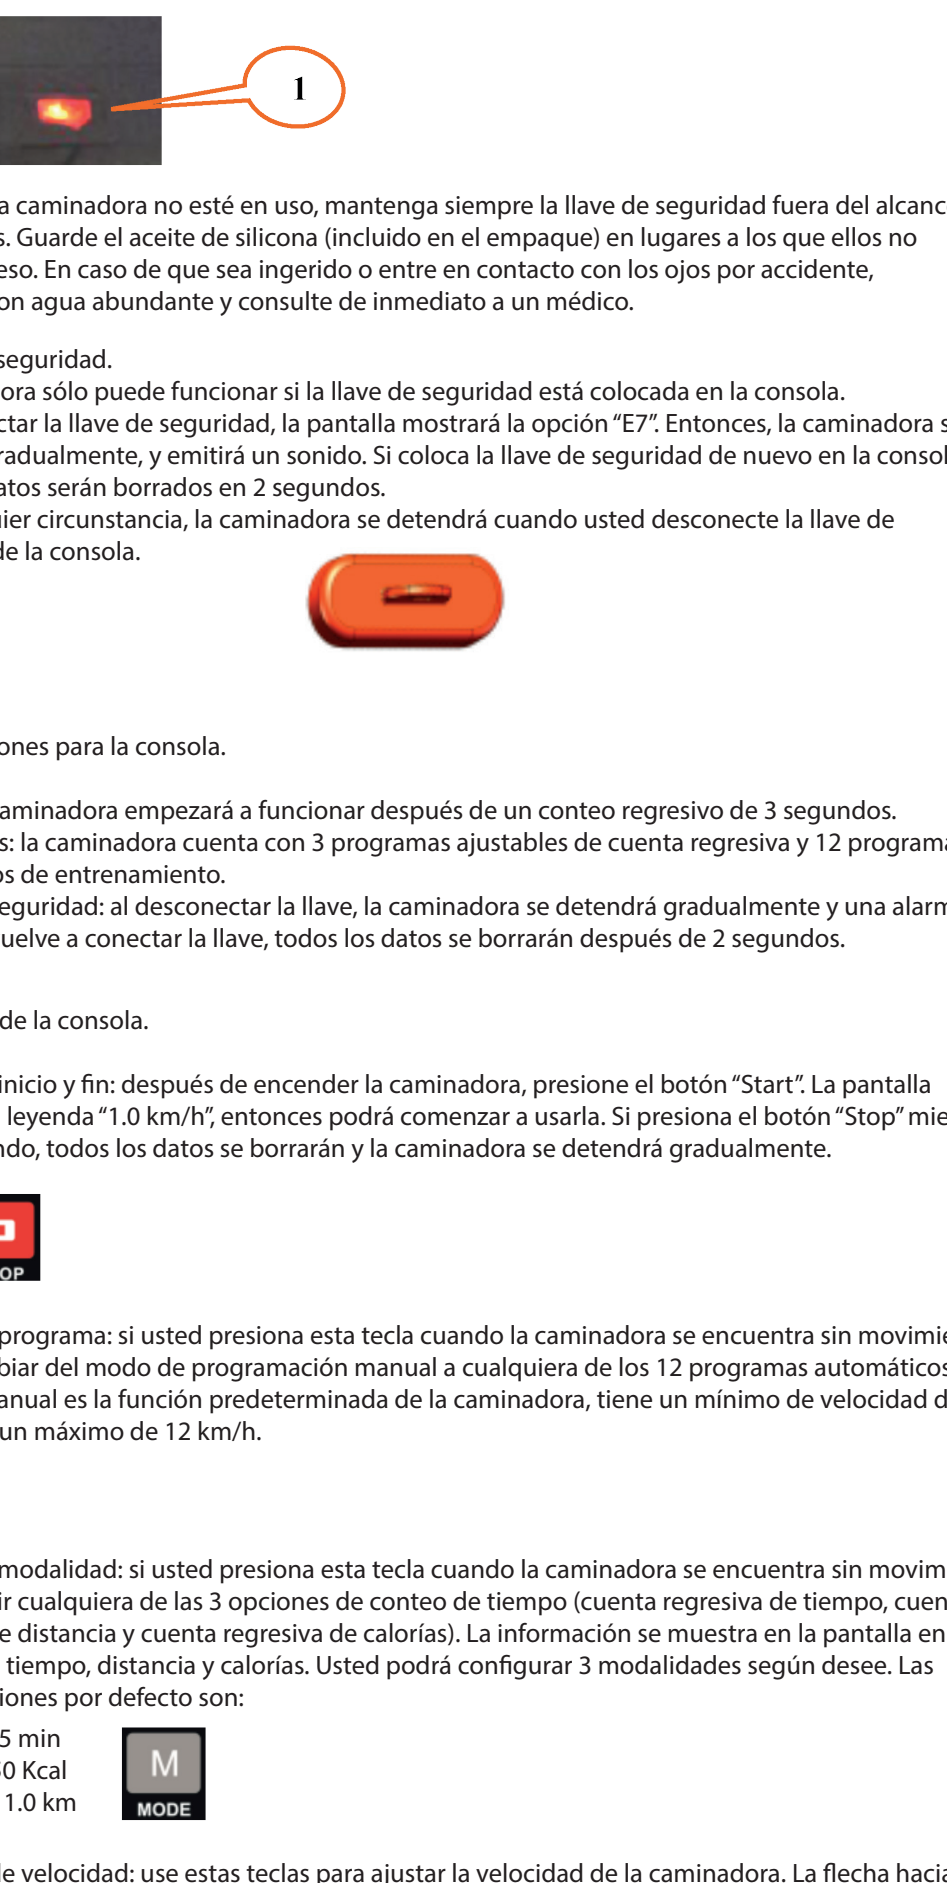 1
a caminadora no esté en uso, mantenga siempre la llave de seguridad fuera del alcanc
s. Guarde el aceite de silicona (incluido en el empaque) en lugares a los que ellos no
eso. En caso de que sea ingerido o entre en contacto con los ojos por accidente,
on agua abundante y consulte de inmediato a un médico.
seguridad.
ora sólo puede funcionar si la llave de seguridad está colocada en la consola.
ctar la llave de seguridad, la pantalla mostrará la opción “E7”. Entonces, la caminadora s
radualmente, y emitirá un sonido. Si coloca la llave de seguridad de nuevo en la consol
atos serán borrados en 2 segundos.
uier circunstancia, la caminadora se detendrá cuando usted desconecte la llave de
de la consola.
ones para la consola.
aminadora empezará a funcionar después de un conteo regresivo de 3 segundos.
s: la caminadora cuenta con 3 programas ajustables de cuenta regresiva y 12 programa
os de entrenamiento.
eguridad: al desconectar la llave, la caminadora se detendrá gradualmente y una alarm
uelve a conectar la llave, todos los datos se borrarán después de 2 segundos.
de la consola.
inicio y fin: después de encender la caminadora, presione el botón “Start”. La pantalla
leyenda “1.0 km/h”, entonces podrá comenzar a usarla. Si presiona el botón “Stop” mie
ndo, todos los datos se borrarán y la caminadora se detendrá gradualmente.
OP
programa: si usted presiona esta tecla cuando la caminadora se encuentra sin movimie
biar del modo de programación manual a cualquiera de los 12 programas automáticos
anual es la función predeterminada de la caminadora, tiene un mínimo de velocidad d
un máximo de 12 km/h.
modalidad: si usted presiona esta tecla cuando la caminadora se encuentra sin movim
ir cualquiera de las 3 opciones de conteo de tiempo (cuenta regresiva de tiempo, cuen
e distancia y cuenta regresiva de calorías). La información se muestra en la pantalla en
tiempo, distancia y calorías. Usted podrá configurar 3 modalidades según desee. Las
iones por defecto son:
5 min
0 Kcal
1.0 km
M
MODE
de velocidad: use estas teclas para ajustar la velocidad de la caminadora. La flecha hacia